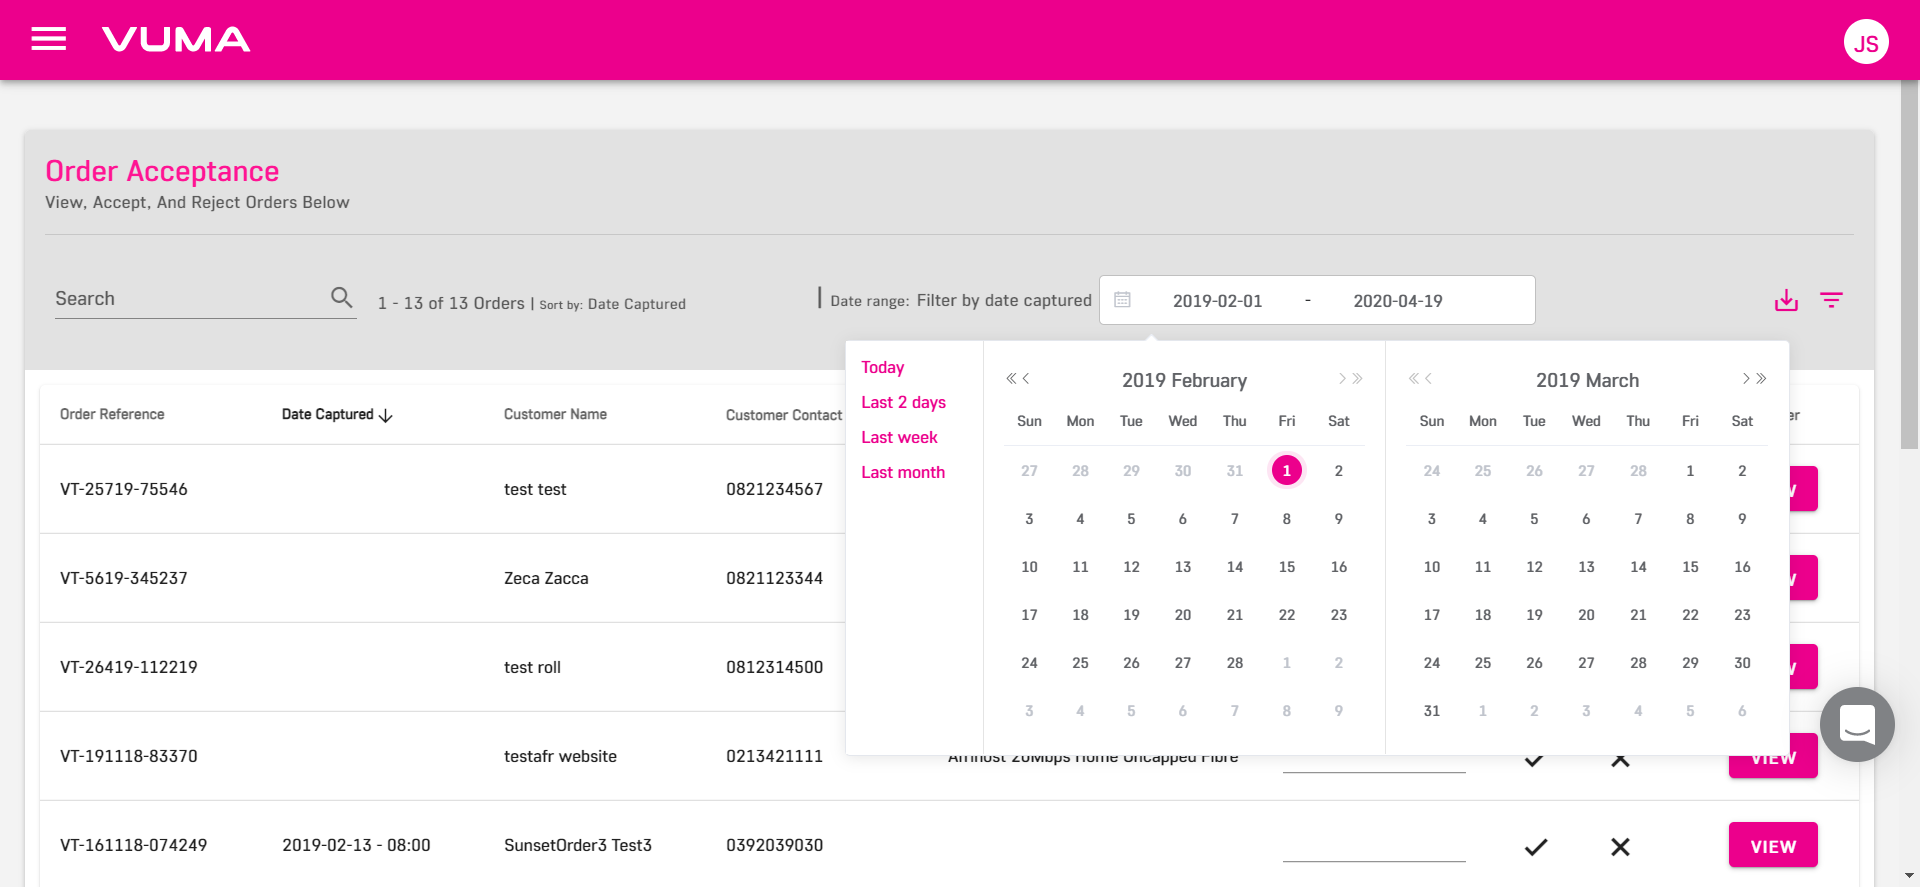 VUMA
JS
Order Acceptance
View, Accept, And Reject Orders Below
Search
1 - 13 of 13 Orders | Sort by: Date Captured
Date range: Filter by date captured
2019-02-01 - 2020-04-19
Today
Last 2 days
Last week
Last month
2019 February
Sun Mon Tue Wed Thu Fri Sat
27 28 29 30 31 1 2
3 4 5 6 7 8 9
10 11 12 13 14 15 16
17 18 19 20 21 22 23
24 25 26 27 28 1 2
3 4 5 6 7 8 9
2019 March
Sun Mon Tue Wed Thu Fri Sat
24 25 26 27 28 1 2
3 4 5 6 7 8 9
10 11 12 13 14 15 16
17 18 19 20 21 22 23
24 25 26 27 28 29 30
31 1 2 3 4 5 6
Order Reference Date Captured Customer Name Customer Contact
VT-25719-75546 test test 0821234567
VT-5619-345237 Zeca Zacca 0821123344
VT-26419-112219 test roll 0812314500
VT-191118-83370 testafr website 0213421111 Afrihost 20Mbps Home Uncapped Fibre VIEW
VT-161118-074249 2019-02-13 - 08:00 SunsetOrder3 Test3 0392039030 VIEW